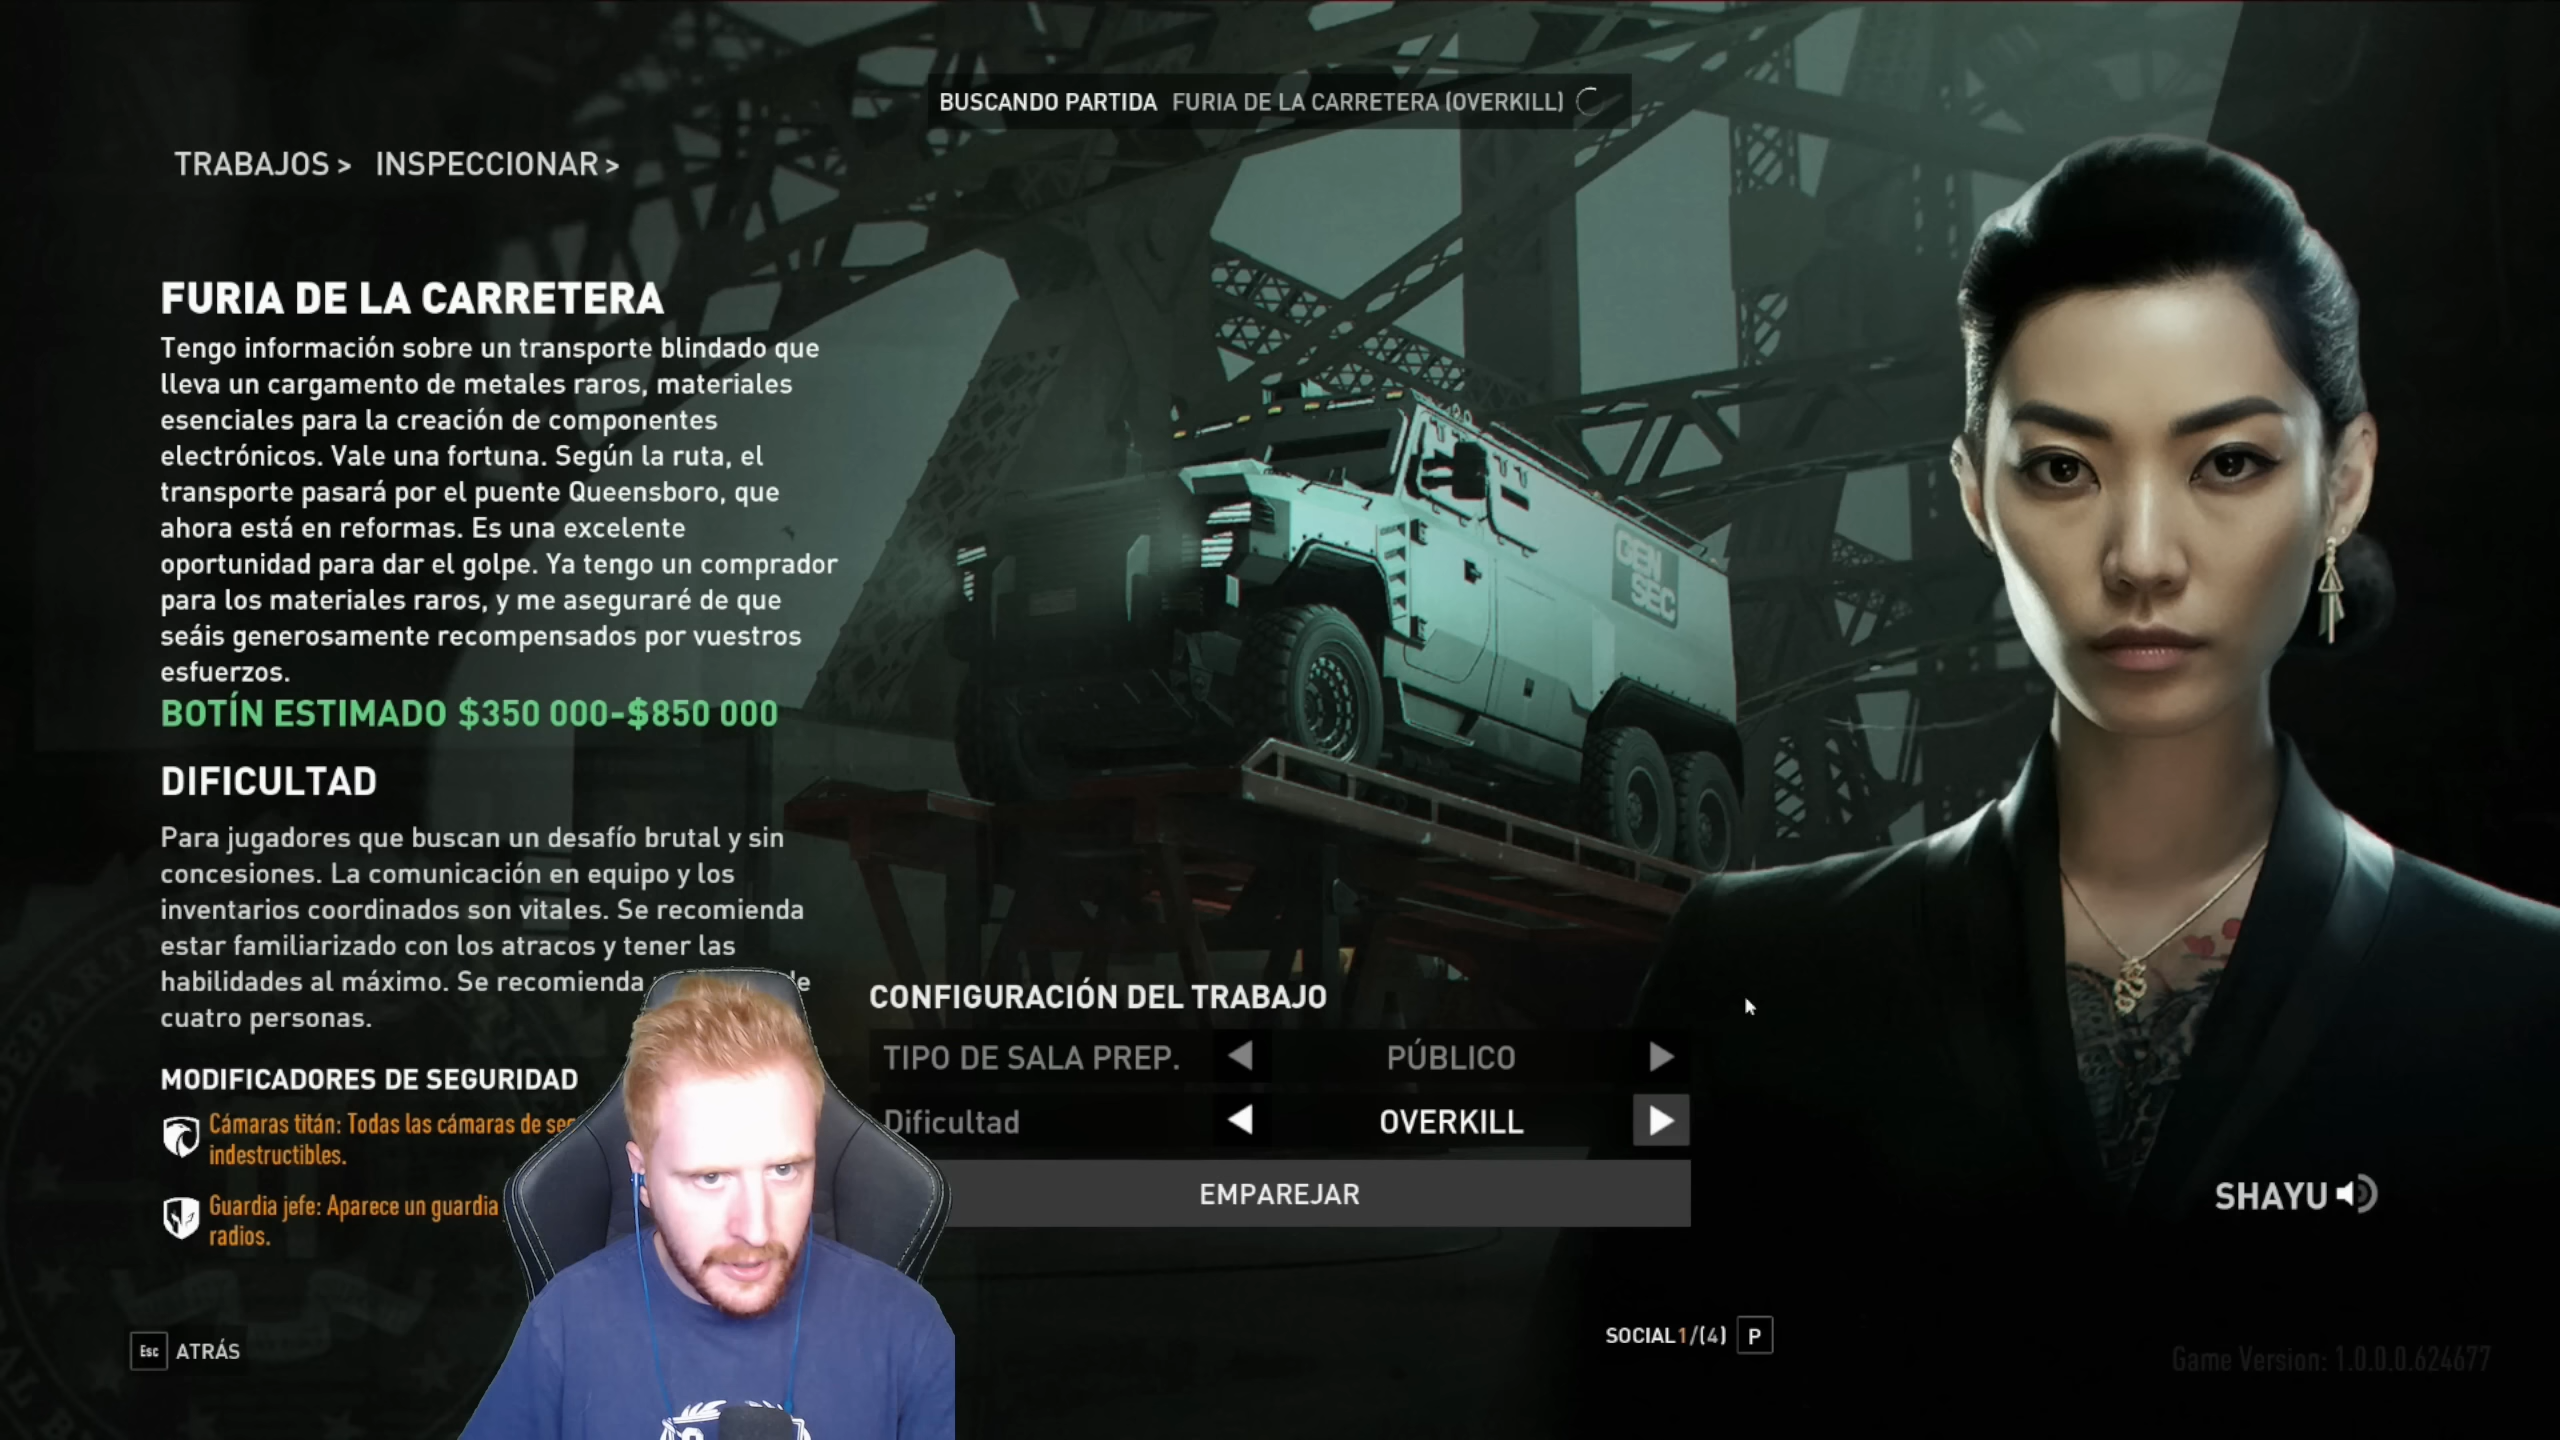 BUSCANDO PARTIDA FURIA DE LA CARRETERA (OVERKILL)
TRABAJOS > INSPECCIONAR >
FURIA DE LA CARRETERA
Tengo información sobre un transporte blindado que
lleva un cargamento de metales raros, materiales
esenciales para la creación de componentes
electrónicos. Vale una fortuna. Según la ruta, el
transporte pasará por el puente Queensboro, que
ahora está en reformas. Es una excelente
oportunidad para dar el golpe. Ya tengo un comprador
para los materiales raros, y me aseguraré de que
seáis generosamente recompensados por vuestros
esfuerzos.
BOTÍN ESTIMADO $350 000-$850 000
DIFICULTAD
Para jugadores que buscan un desafío brutal y sin
concesiones. La comunicación en equipo y los
inventarios coordinados son vitales. Se recomienda
estar familiarizado con los atracos y tener las
habilidades al máximo. Se recomienda
cuatro personas.
MODIFICADORES DE SEGURIDAD
Cámaras titán: Todas las cámaras de
indestructibles.
Guardia jefe: Aparece un guardia
radios.
GEN
SEC
CONFIGURACIÓN DEL TRABAJO
TIPO DE SALA PREP. PÚBLICO
Dificultad OVERKILL
EMPAREJAR
SHAYU
Esc ATRÁS
SOCIAL 1/(4) P
Game Version: 1.0.0.0.624677